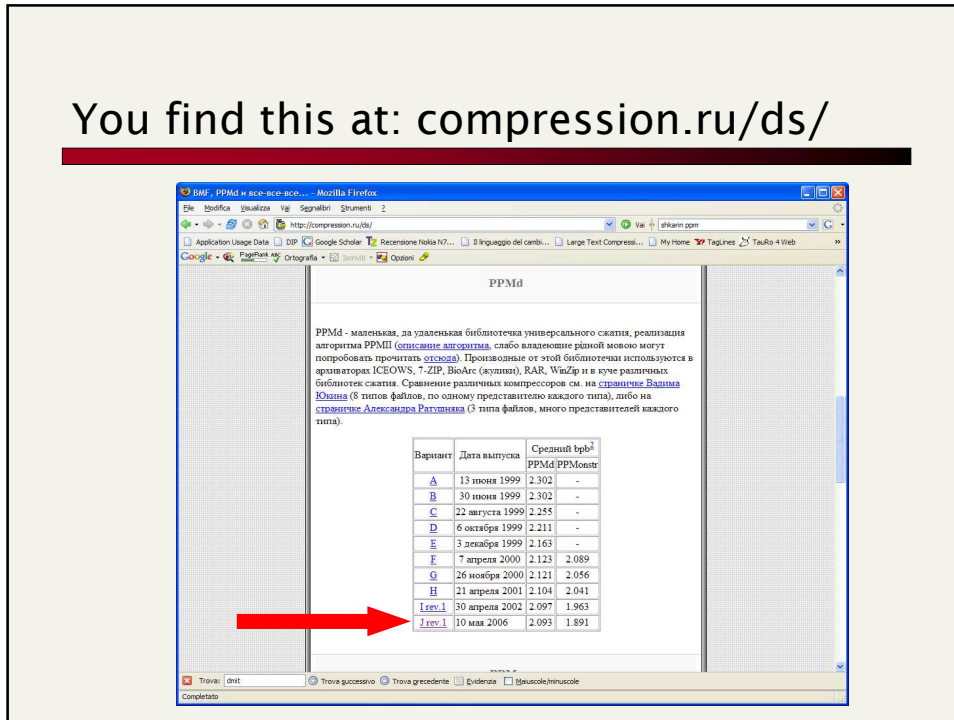 You find this at: compression.ru/ds/
BMF, PPMd и все-все-все... - Mozilla Firefox
File Modifica Visualizza Vai Segnalibri Strumenti ?
http://compression.ru/ds/ Vai shkarin ppm
Application Usage Data DIP Google Scholar Recensione Nokia N7... Il linguaggio del cambi... Large Text Compressi... My Home TagLines TauRo 4 Web »
Google PageRank Ortografia Iscriviti Opzioni
PPMd
PPMd - маленькая, да удаленькая библиотечка универсального сжатия, реализация
алгоритма PPMII (описание алгоритма, слабо владеющие рідной мовою могут
попробовать прочитать отсюда). Производные от этой библиотечки используются в
архиваторах ICEOWS, 7-ZIP, BioArc (жулики), RAR, WinZip и в куче различных
библиотек сжатия. Сравнение различных компрессоров см. на страничке Вадима
Юкина (8 типов файлов, по одному представителю каждого типа), либо на
страничке Александра Ратушняка (3 типа файлов, много представителей каждого
типа).
Вариант Дата выпуска Средний bpb2
PPMd PPMonstr
A 13 июня 1999 2.302 -
B 30 июня 1999 2.302 -
C 22 августа 1999 2.255 -
D 6 октября 1999 2.211 -
E 3 декабря 1999 2.163 -
F 7 апреля 2000 2.123 2.089
G 26 ноября 2000 2.121 2.056
H 21 апреля 2001 2.104 2.041
I rev.1 30 апреля 2002 2.097 1.963
J rev.1 10 мая 2006 2.093 1.891
Trova: dmit Trova successivo Trova precedente Evidenzia Maiuscole/minuscole
Completato